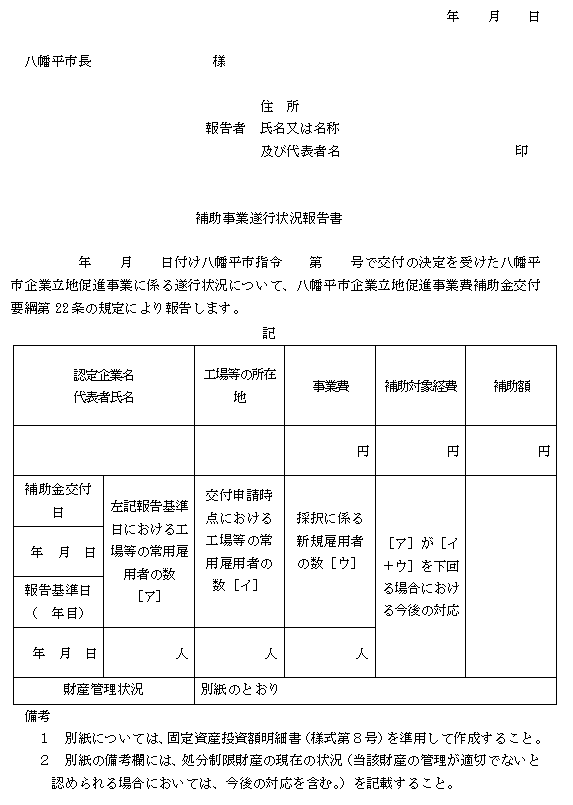 年　　月　　日
八幡平市長　　　　　　　　様
住　所
報告者　氏名又は名称
及び代表者名　　　　　　　　　　　　印
補助事業遂行状況報告書
年　　月　　日付け八幡平市指令　　第　　号で交付の決定を受けた八幡平
市企業立地促進事業に係る遂行状況について、八幡平市企業立地促進事業費補助金交付
要綱第 22 条の規定により報告します。
記
認定企業名
代表者氏名
工場等の所在
地
事業費
補助対象経費
補助額
円
円
円
補助金交付
日
年　月　日
報告基準日
（　年目）
年　月　日
左記報告基準
日における工
場等の常用雇
用者の数
［ア］
人
交付申請時
点における
工場等の常
用雇用者の
数［イ］
人
採択に係る
新規雇用者
の数［ウ］
人
［ア］が［イ
＋ウ］を下回
る場合におけ
る今後の対応
財産管理状況
別紙のとおり
備考
１　別紙については、固定資産投資額明細書（様式第８号）を準用して作成すること。
２　別紙の備考欄には、処分制限財産の現在の状況（当該財産の管理が適切でないと
認められる場合においては、今後の対応を含む。）を記載すること。